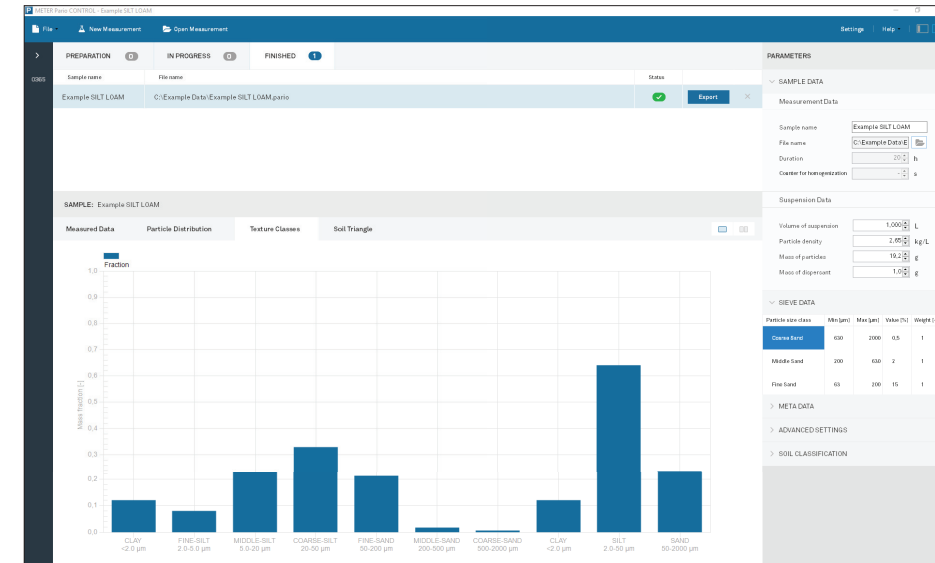 METER Pario CONTROL - Example SILT LOAM
File New Measurement Open Measurement Settings Help
PREPARATION 0 IN PROGRESS 0 FINISHED 1
Sample name File name Status
Example SILT LOAM C:\Example Data\Example SILT LOAM.pario Export
SAMPLE: Example SILT LOAM
Measured Data Particle Distribution Texture Classes Soil Triangle
Fraction
Mass fraction [-]
1,0
0,9
0,8
0,7
0,6
0,5
0,4
0,3
0,2
0,1
0,0
CLAY FINE-SILT MIDDLE-SILT COARSE-SILT FINE-SAND MIDDLE-SAND COARSE-SAND CLAY SILT SAND
<2.0 µm 2.0-5.0 µm 5.0-20 µm 20-50 µm 50-200 µm 200-500 µm 500-2000 µm <2.0 µm 2.0-50 µm 50-2000 µm
PARAMETERS
SAMPLE DATA
Measurement Data
Sample name Example SILT LOAM
File name C:\Example Data\E
Duration 20 h
Counter for homogenization - s
Suspension Data
Volume of suspension 1,000 L
Particle density 2,65 kg/L
Mass of particles 19,2 g
Mass of dispersant 1,0 g
SIEVE DATA
Particle size class Min [µm] Max [µm] Value [%] Weight [
Coarse Sand 630 2000 0,5 1
Middle Sand 200 630 2 1
Fine Sand 63 200 15 1
META DATA
ADVANCED SETTINGS
SOIL CLASSIFICATION